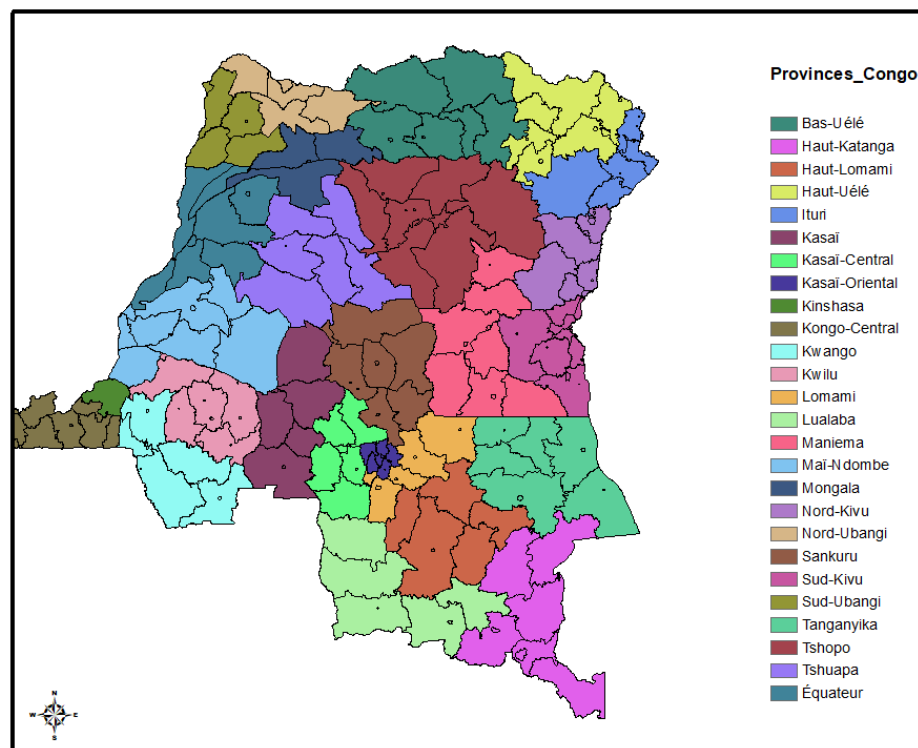 Provinces_Congo
Bas-Uélé
Haut-Katanga
Haut-Lomami
Haut-Uélé
Ituri
Kasaï
Kasaï-Central
Kasaï-Oriental
Kinshasa
Kongo-Central
Kwango
Kwilu
Lomami
Lualaba
Maniema
Maï-Ndombe
Mongala
Nord-Kivu
Nord-Ubangi
Sankuru
Sud-Kivu
Sud-Ubangi
Tanganyika
Tshopo
Tshuapa
Équateur
N
W E
S